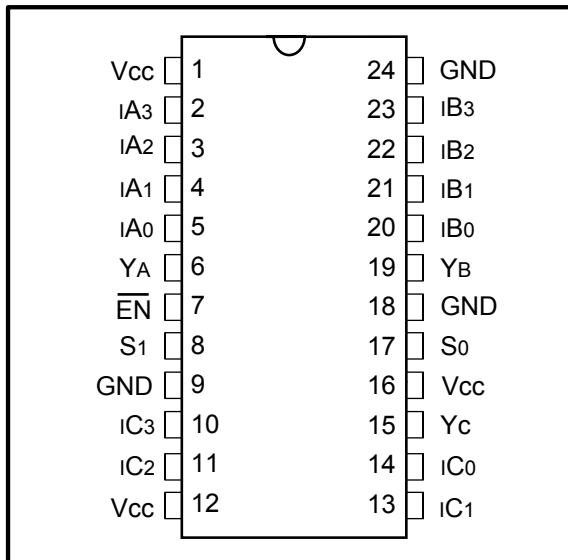 Vcc 1 24 GND
IA3 2 23 IB3
IA2 3 22 IB2
IA1 4 21 IB1
IA0 5 20 IB0
YA 6 19 YB
EN 7 18 GND
S1 8 17 S0
GND 9 16 Vcc
IC3 10 15 Yc
IC2 11 14 IC0
Vcc 12 13 IC1